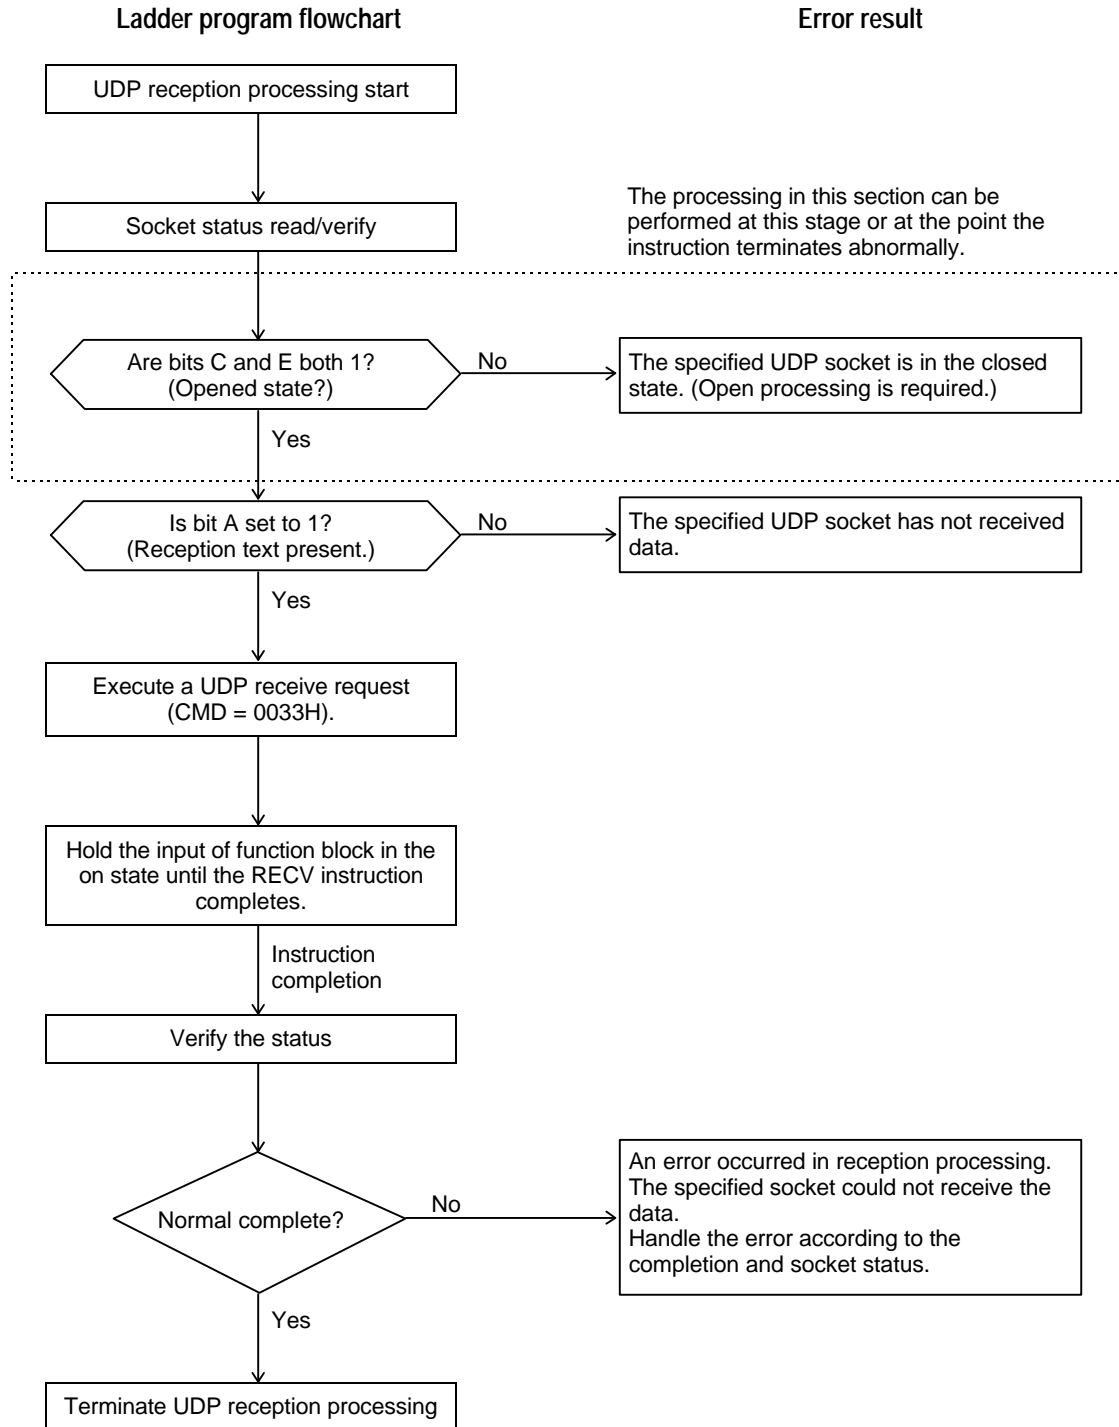 Ladder program flowchart
Error result
UDP reception processing start
Socket status read/verify
The processing in this section can be
performed at this stage or at the point the
instruction terminates abnormally.
Are bits C and E both 1?
(Opened state?)
No
The specified UDP socket is in the closed
state. (Open processing is required.)
Yes
Is bit A set to 1?
(Reception text present.)
No
The specified UDP socket has not received
data.
Yes
Execute a UDP receive request
(CMD = 0033H).
Hold the input of function block in the
on state until the RECV instruction
completes.
Instruction
completion
Verify the status
Normal complete?
No
An error occurred in reception processing.
The specified socket could not receive the
data.
Handle the error according to the
completion and socket status.
Yes
Terminate UDP reception processing